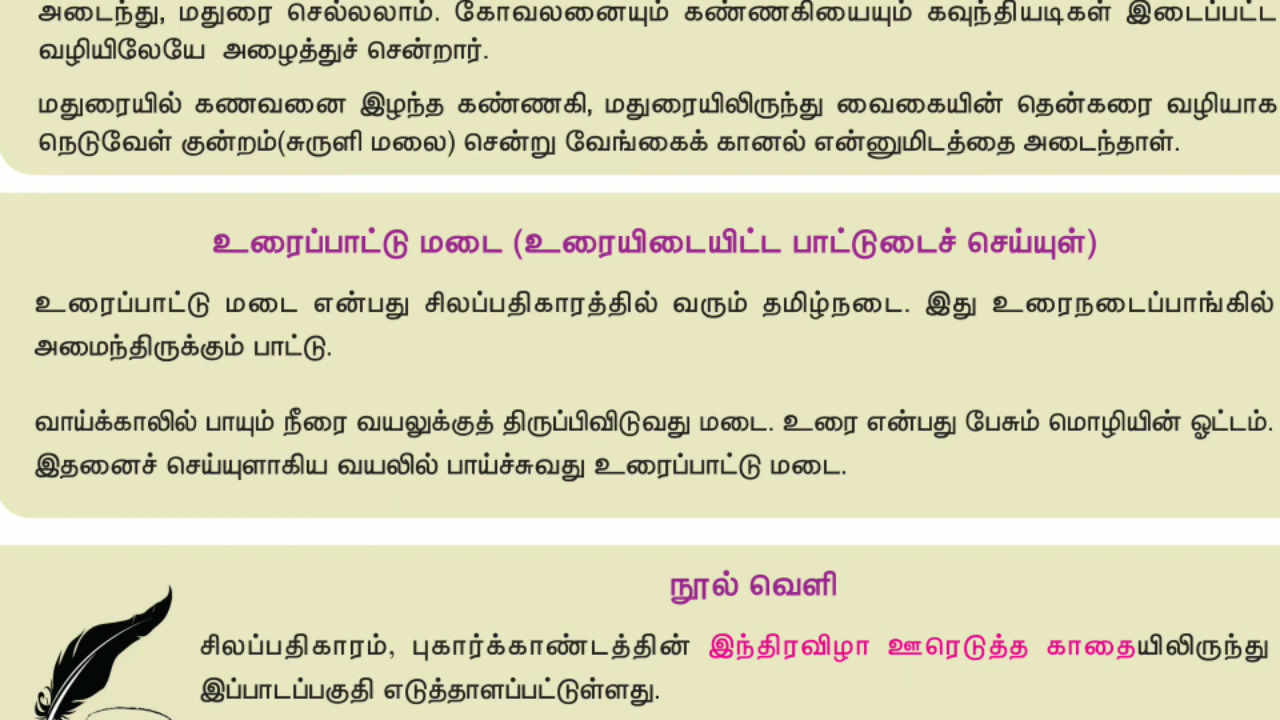 அடைந்து, மதுரை செல்லலாம். கோவலனையும் கண்ணகியையும் கவுந்தியடிகள் இடைப்பட்ட
வழியிலேயே அழைத்துச் சென்றார்.
மதுரையில் கணவனை இழந்த கண்ணகி, மதுரையிலிருந்து வைகையின் தென்கரை வழியாக
நெடுவேள் குன்றம்(சுருளி மலை) சென்று வேங்கைக் கானல் என்னுமிடத்தை அடைந்தாள்.
உரைப்பாட்டு மடை (உரையிடையிட்ட பாட்டுடைச் செய்யுள்)
உரைப்பாட்டு மடை என்பது சிலப்பதிகாரத்தில் வரும் தமிழ்நடை. இது உரைநடைப்பாங்கில்
அமைந்திருக்கும் பாட்டு.
வாய்க்காலில் பாயும் நீரை வயலுக்குத் திருப்பிவிடுவது மடை. உரை என்பது பேசும் மொழியின் ஓட்டம்.
இதனைச் செய்யுளாகிய வயலில் பாய்ச்சுவது உரைப்பாட்டு மடை.
நூல் வெளி
சிலப்பதிகாரம், புகார்க்காண்டத்தின் இந்திரவிழா ஊரெடுத்த காதையிலிருந்து
இப்பாடப்பகுதி எடுத்தாளப்பட்டுள்ளது.